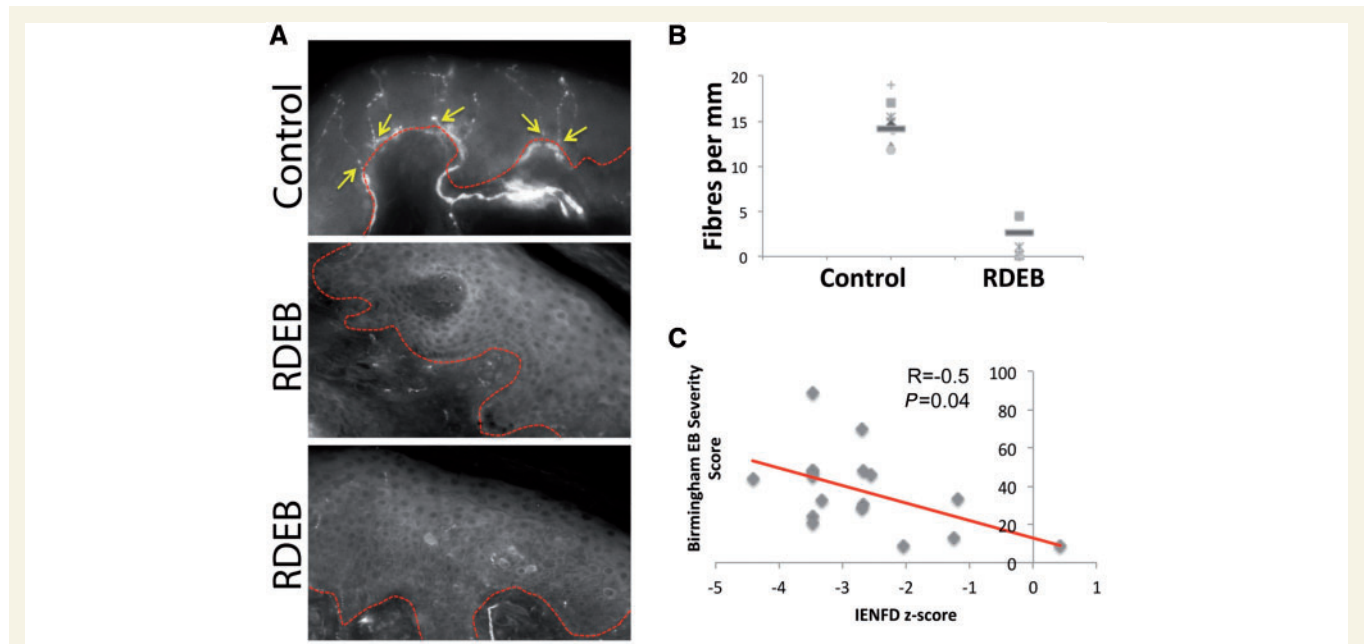 A
Control
RDEB
RDEB
B
Fibres per mm
20
15
10
5
0
Control
RDEB
C
R=-0.5
P=0.04
Birmingham EB Severity
Score
100
80
60
40
20
0
-5
-4
-3
-2
-1
0
1
IENFD z-score